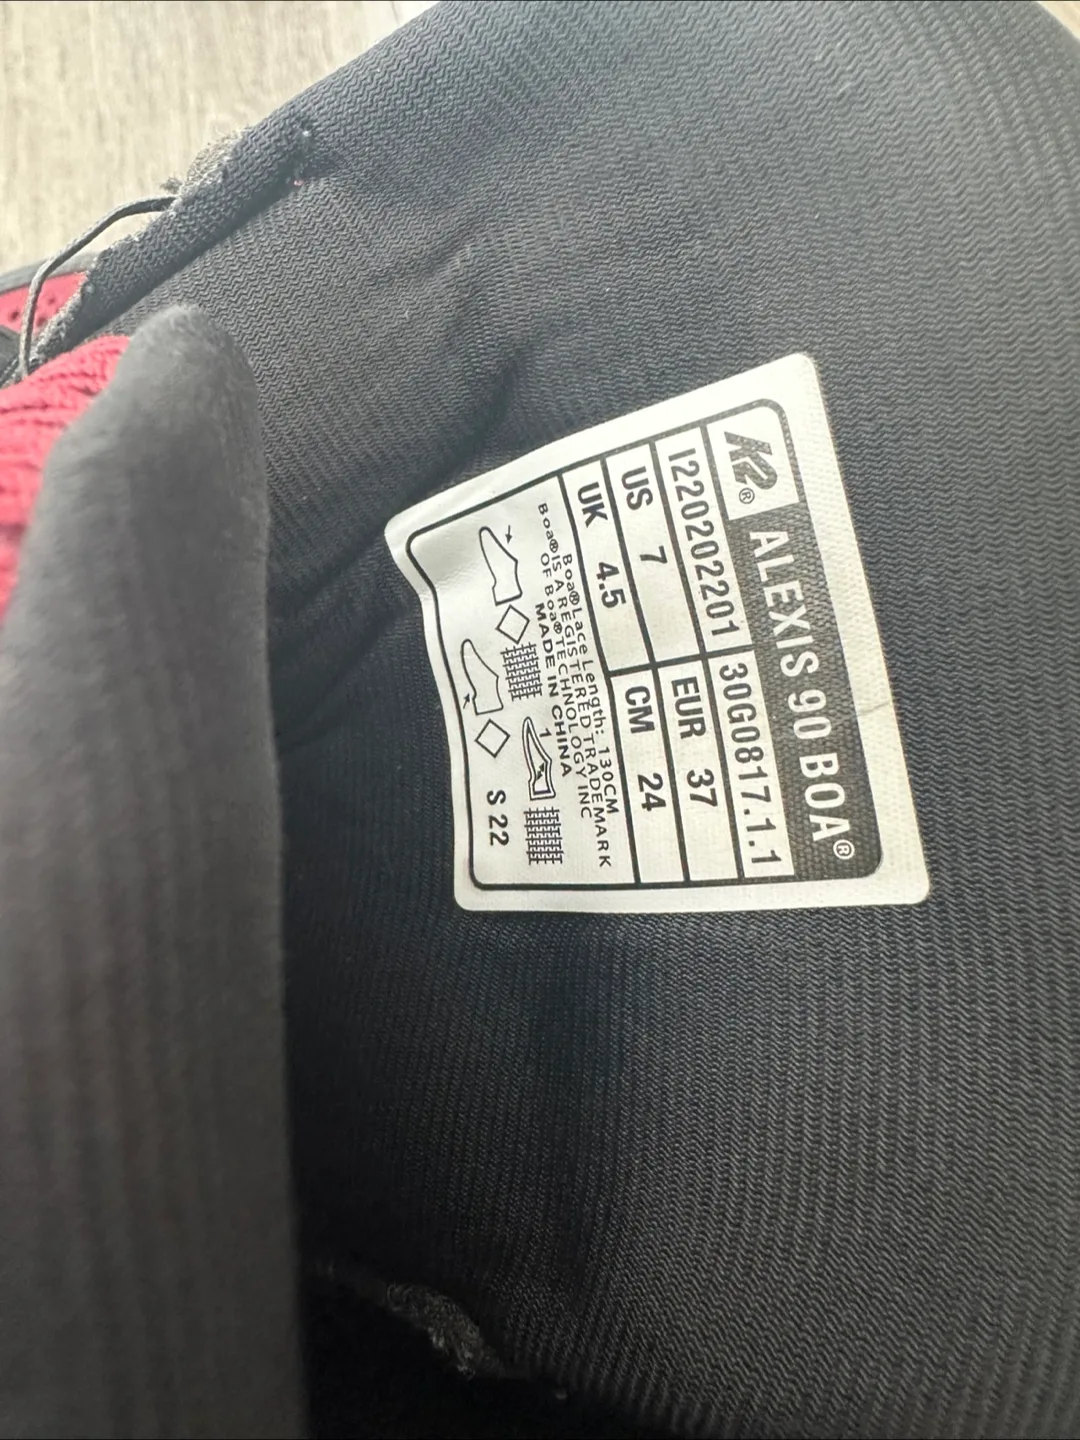 K2® ALEXIS 90 BOA®
I220202201 30G0817.1.1
US 7 EUR 37
UK 4.5 CM 24
Boa®Lace Length: 130CM
Boa®IS A REGISTERED TRADEMARK
OF Boa®TECHNOLOGY INC
MADE IN CHINA
1
S 22